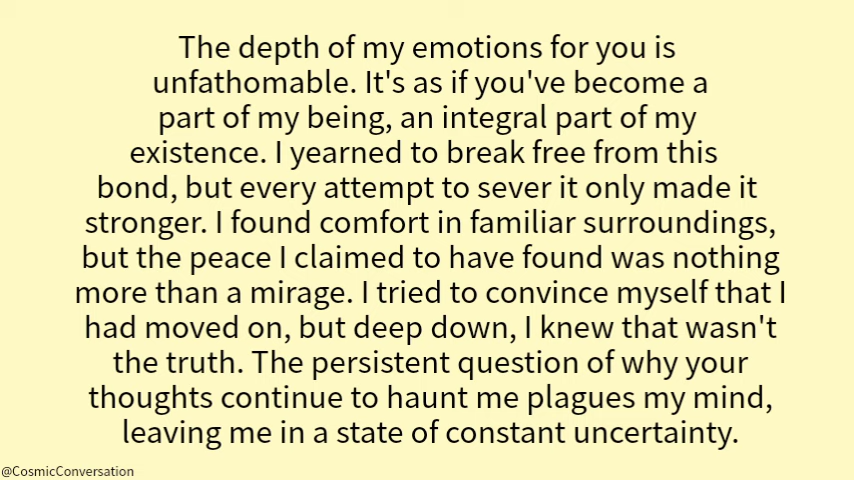 The depth of my emotions for you is
unfathomable. It's as if you've become a
part of my being, an integral part of my
existence. I yearned to break free from this
bond, but every attempt to sever it only made it
stronger. I found comfort in familiar surroundings,
but the peace I claimed to have found was nothing
more than a mirage. I tried to convince myself that I
had moved on, but deep down, I knew that wasn't
the truth. The persistent question of why your
thoughts continue to haunt me plagues my mind,
leaving me in a state of constant uncertainty.
@CosmicConversation